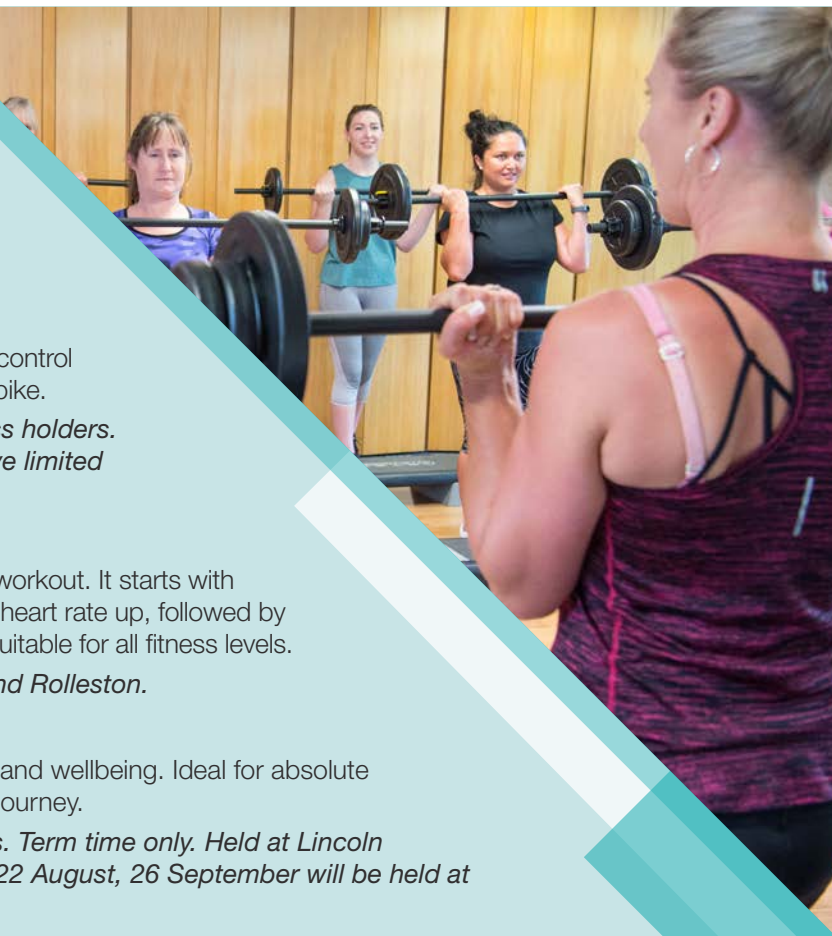 control
bike.
s holders.
e limited
workout. It starts with
heart rate up, followed by
uitable for all fitness levels.
nd Rolleston.
and wellbeing. Ideal for absolute
ourney.
s. Term time only. Held at Lincoln
22 August, 26 September will be held at